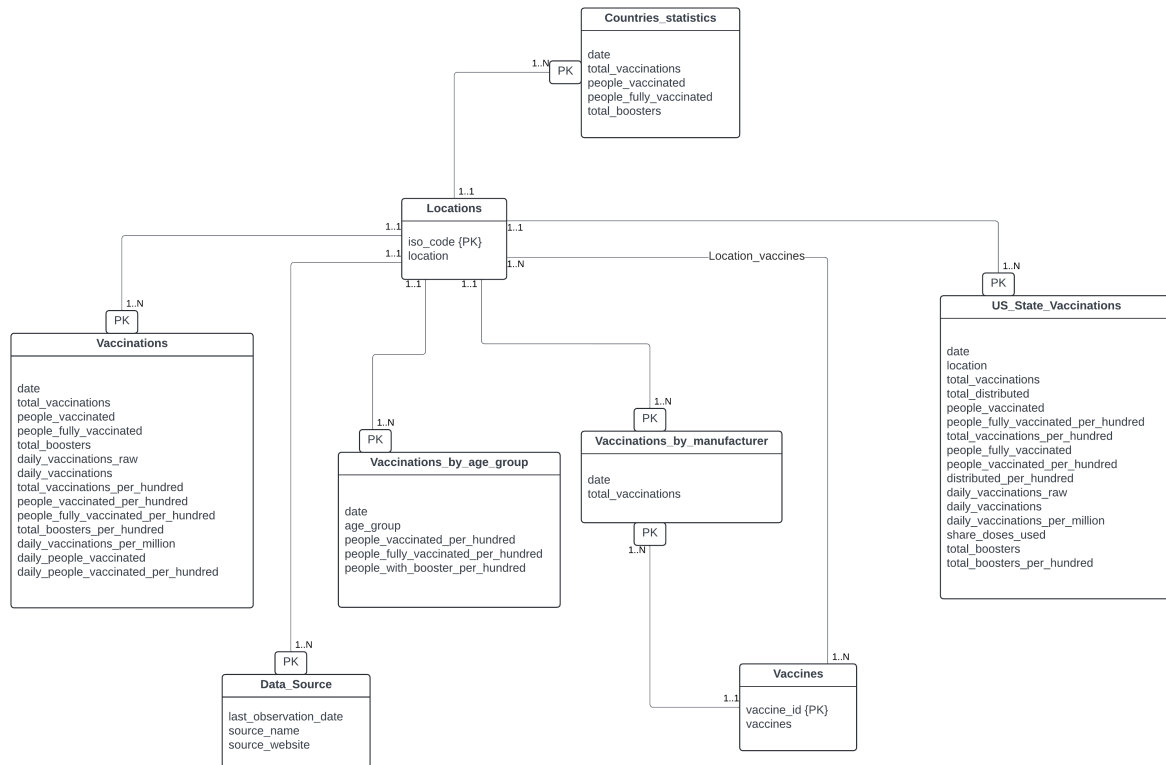 Countries_statistics
date
total_vaccinations
people_vaccinated
people_fully_vaccinated
total_boosters
1..N
PK
1..1
Locations
iso_code {PK}
location
1..1
1..1
1..1
1..N
1..1
1..1
Location_vaccines
1..N
PK
Vaccinations
date
total_vaccinations
people_vaccinated
people_fully_vaccinated
total_boosters
daily_vaccinations_raw
daily_vaccinations
total_vaccinations_per_hundred
people_vaccinated_per_hundred
people_fully_vaccinated_per_hundred
total_boosters_per_hundred
daily_vaccinations_per_million
daily_people_vaccinated
daily_people_vaccinated_per_hundred
1..N
PK
US_State_Vaccinations
date
location
total_vaccinations
total_distributed
people_vaccinated
people_fully_vaccinated_per_hundred
total_vaccinations_per_hundred
people_fully_vaccinated
people_vaccinated_per_hundred
distributed_per_hundred
daily_vaccinations_raw
daily_vaccinations
daily_vaccinations_per_million
share_doses_used
total_boosters
total_boosters_per_hundred
1..N
PK
Vaccinations_by_age_group
date
age_group
people_vaccinated_per_hundred
people_fully_vaccinated_per_hundred
people_with_booster_per_hundred
1..N
PK
Vaccinations_by_manufacturer
date
total_vaccinations
PK
1..N
1..N
PK
Data_Source
last_observation_date
source_name
source_website
1..N
1..1
Vaccines
vaccine_id {PK}
vaccines